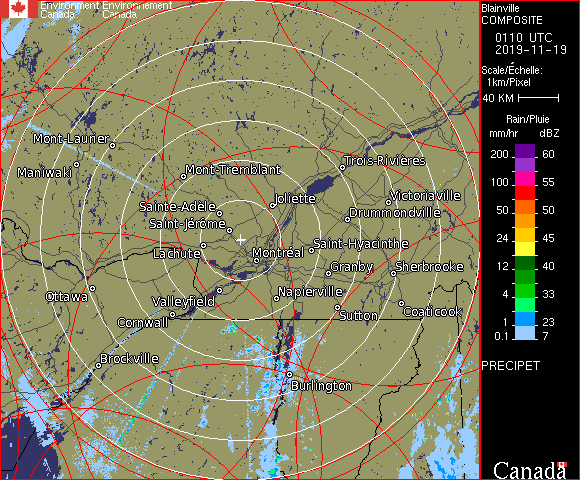 Environment Environnement
Canada Canada
Blainville
COMPOSITE
0110 UTC
2019-11-19
Scale/Échelle:
1km/Pixel
40 KM
Rain/Pluie
mm/hr dBZ
200 60
100 55
50 50
24 45
12 40
4 33
1 23
0.1 7
PRECIPET
Mont-Laurier
Maniwaki
Mont-Tremblant
Trois-Rivières
Sainte-Adèle
Joliette
Victoriaville
Drummondville
Saint-Jérôme
Lachute
Montréal
Saint-Hyacinthe
Granby
Sherbrooke
Ottawa
Valleyfield
Napierville
Sutton
Coaticook
Cornwall
Brockville
Burlington
Canada